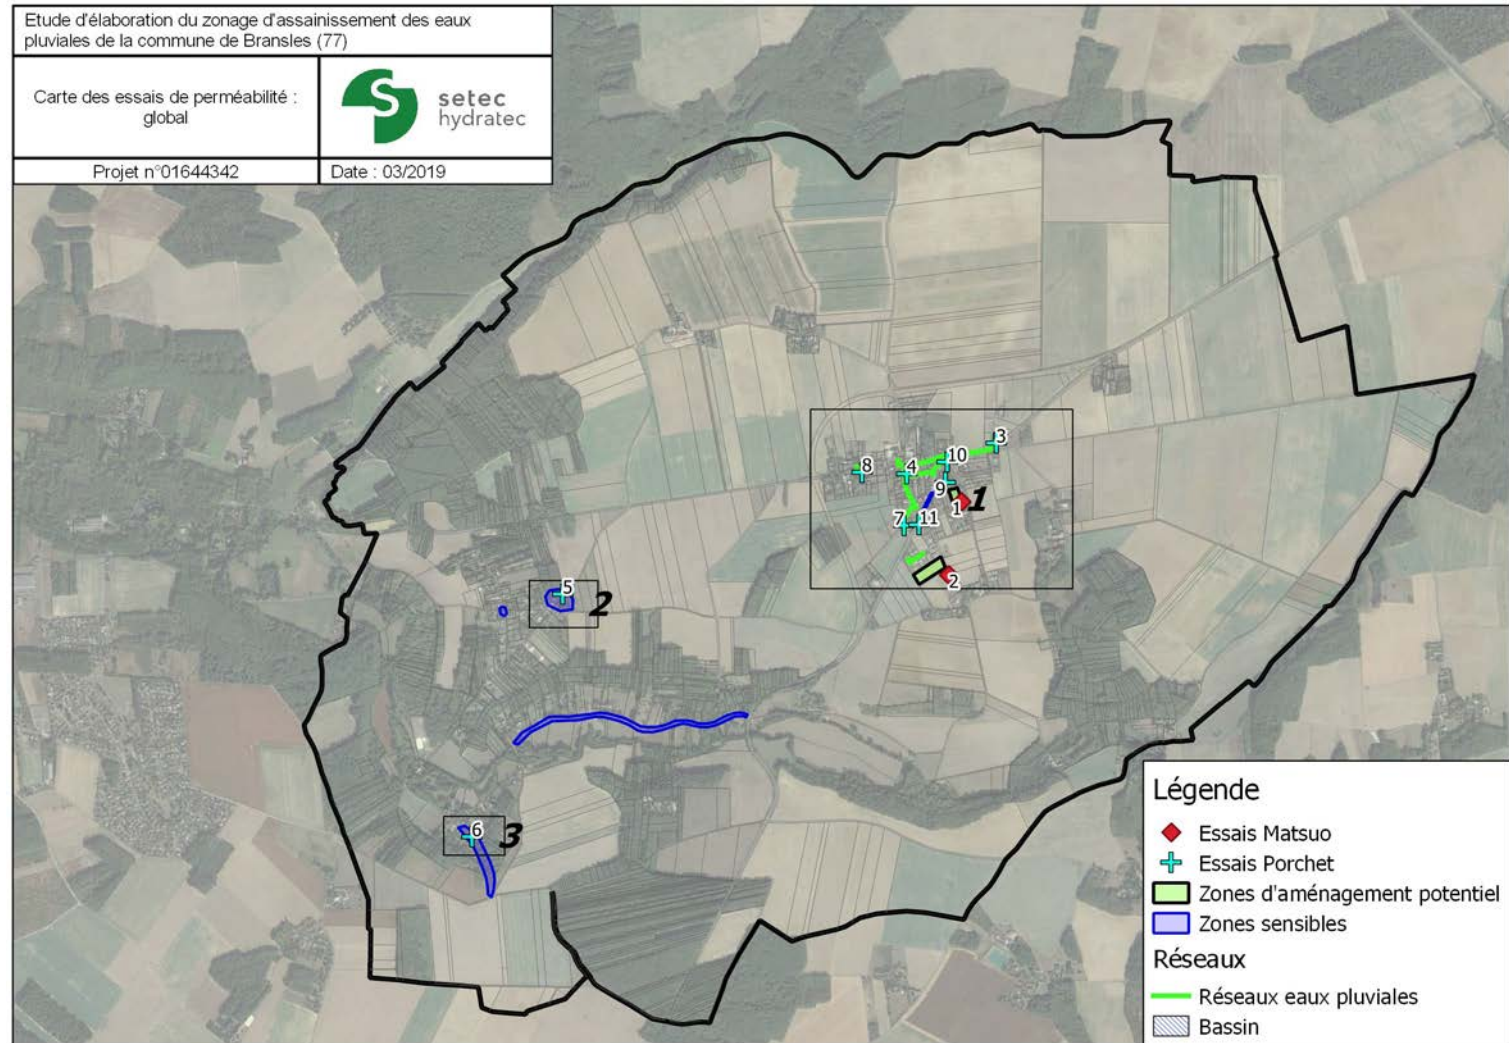 Etude d'élaboration du zonage d'assainissement des eaux
pluviales de la commune de Bransles (77)
Carte des essais de perméabilité :
global
setec
hydratec
Projet n°01644342
Date : 03/2019
3
10
8
4
9
1
1
7
11
2
5
2
6
3
Légende
Essais Matsuo
Essais Porchet
Zones d'aménagement potentiel
Zones sensibles
Réseaux
Réseaux eaux pluviales
Bassin